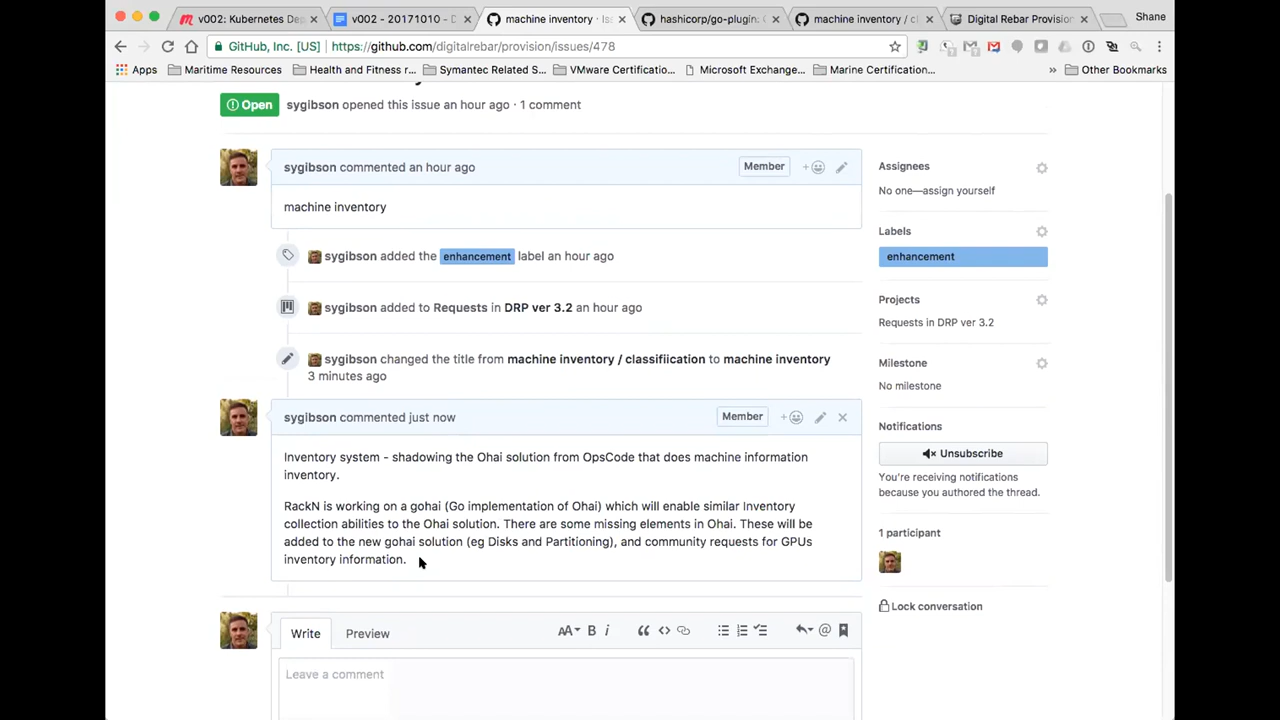 v002: Kubernetes Dep
v002 - 20171010 - D
machine inventory · Iss
hashicorp/go-plugin: G
machine inventory / cl
Digital Rebar Provision
Shane
GitHub, Inc. [US]
https://github.com/digitalrebar/provision/issues/478
Apps
Maritime Resources
Health and Fitness r...
Symantec Related S...
VMware Certificatio...
Microsoft Exchange...
Marine Certification...
»
Other Bookmarks
Open
sygibson opened this issue an hour ago · 1 comment
sygibson commented an hour ago
Member
machine inventory
sygibson added the enhancement label an hour ago
sygibson added to Requests in DRP ver 3.2 an hour ago
sygibson changed the title from machine inventory / classifiication to machine inventory
3 minutes ago
sygibson commented just now
Member
Inventory system - shadowing the Ohai solution from OpsCode that does machine information
inventory.
RackN is working on a gohai (Go implementation of Ohai) which will enable similar Inventory
collection abilities to the Ohai solution. There are some missing elements in Ohai. These will be
added to the new gohai solution (eg Disks and Partitioning), and community requests for GPUs
inventory information.
Write
Preview
AA
B
i
Leave a comment
Assignees
No one—assign yourself
Labels
enhancement
Projects
Requests in DRP ver 3.2
Milestone
No milestone
Notifications
Unsubscribe
You're receiving notifications
because you authored the thread.
1 participant
Lock conversation